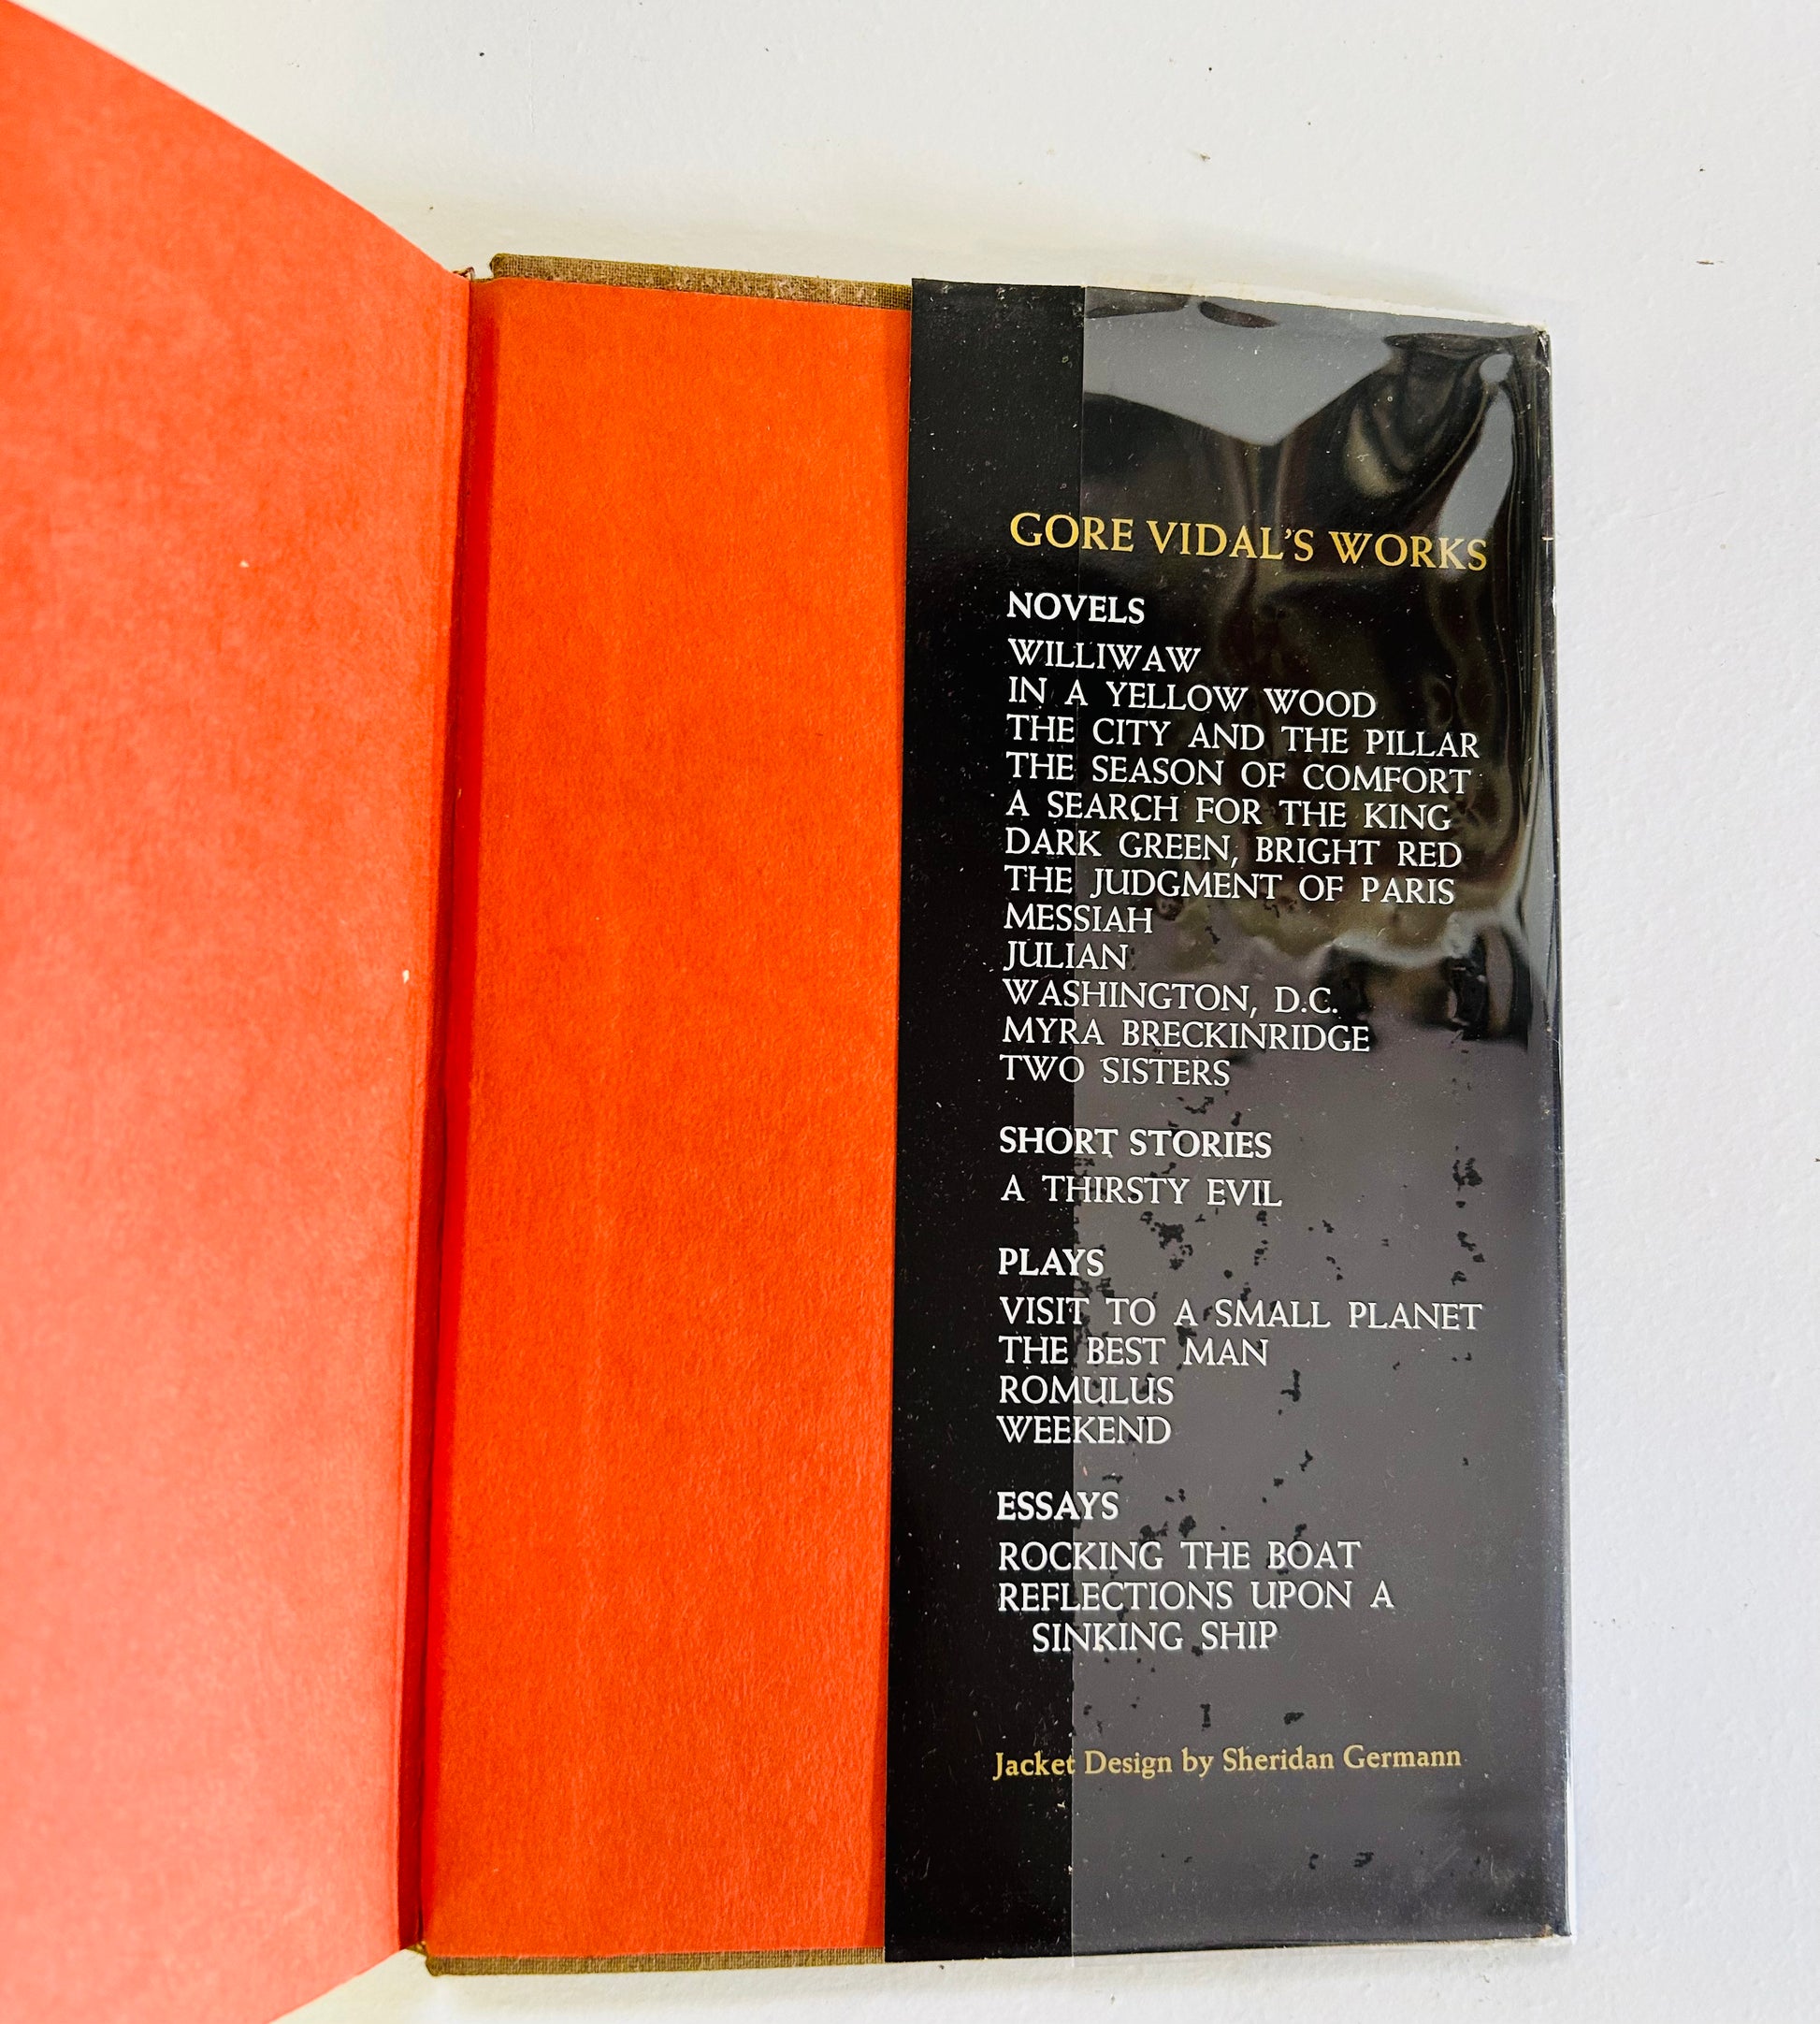 GORE VIDAL'S WORKS
NOVELS
WILLIWAW
IN A YELLOW WOOD
THE CITY AND THE PILLAR
THE SEASON OF COMFORT
A SEARCH FOR THE KING
DARK GREEN, BRIGHT RED
THE JUDGMENT OF PARIS
MESSIAH
JULIAN
WASHINGTON, D.C.
MYRA BRECKINRIDGE
TWO SISTERS
SHORT STORIES
A THIRSTY EVIL
PLAYS
VISIT TO A SMALL PLANET
THE BEST MAN
ROMULUS
WEEKEND
ESSAYS
ROCKING THE BOAT
REFLECTIONS UPON A
SINKING SHIP
Jacket Design by Sheridan Germann